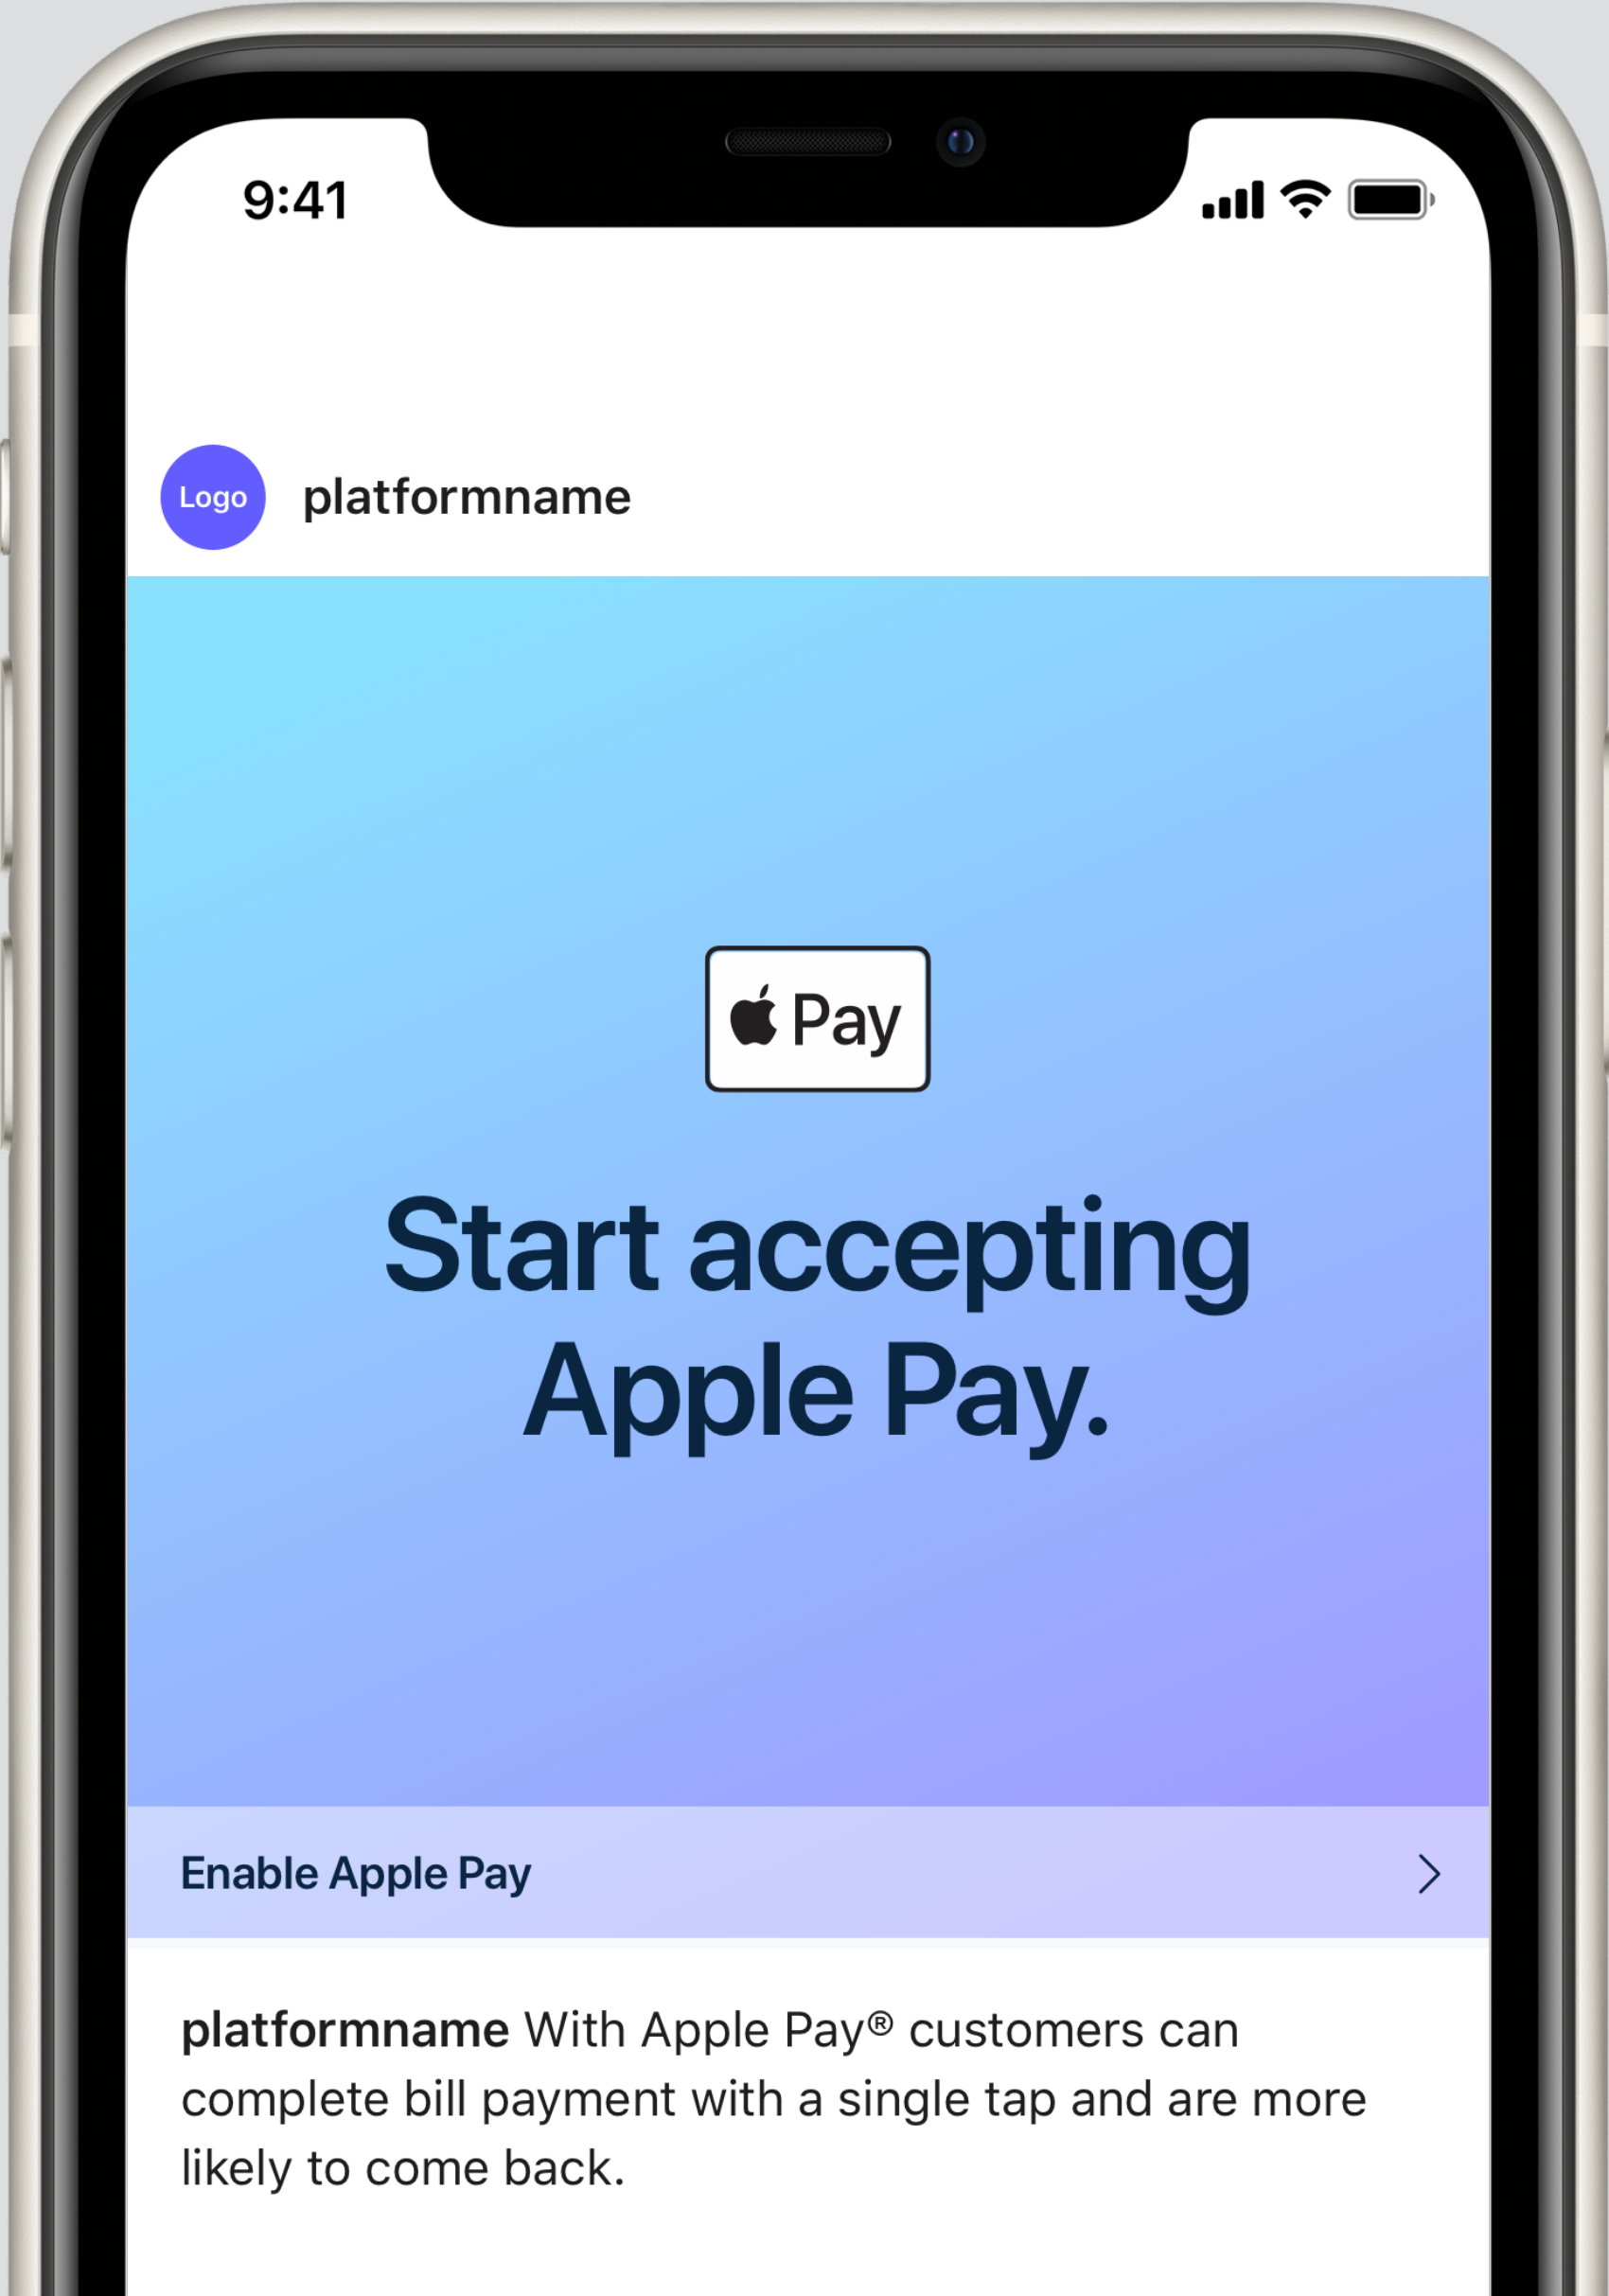 9:41
Logo
platformname
Pay
Start accepting
Apple Pay.
Enable Apple Pay
platformname With Apple Pay® customers can
complete bill payment with a single tap and are more
likely to come back.